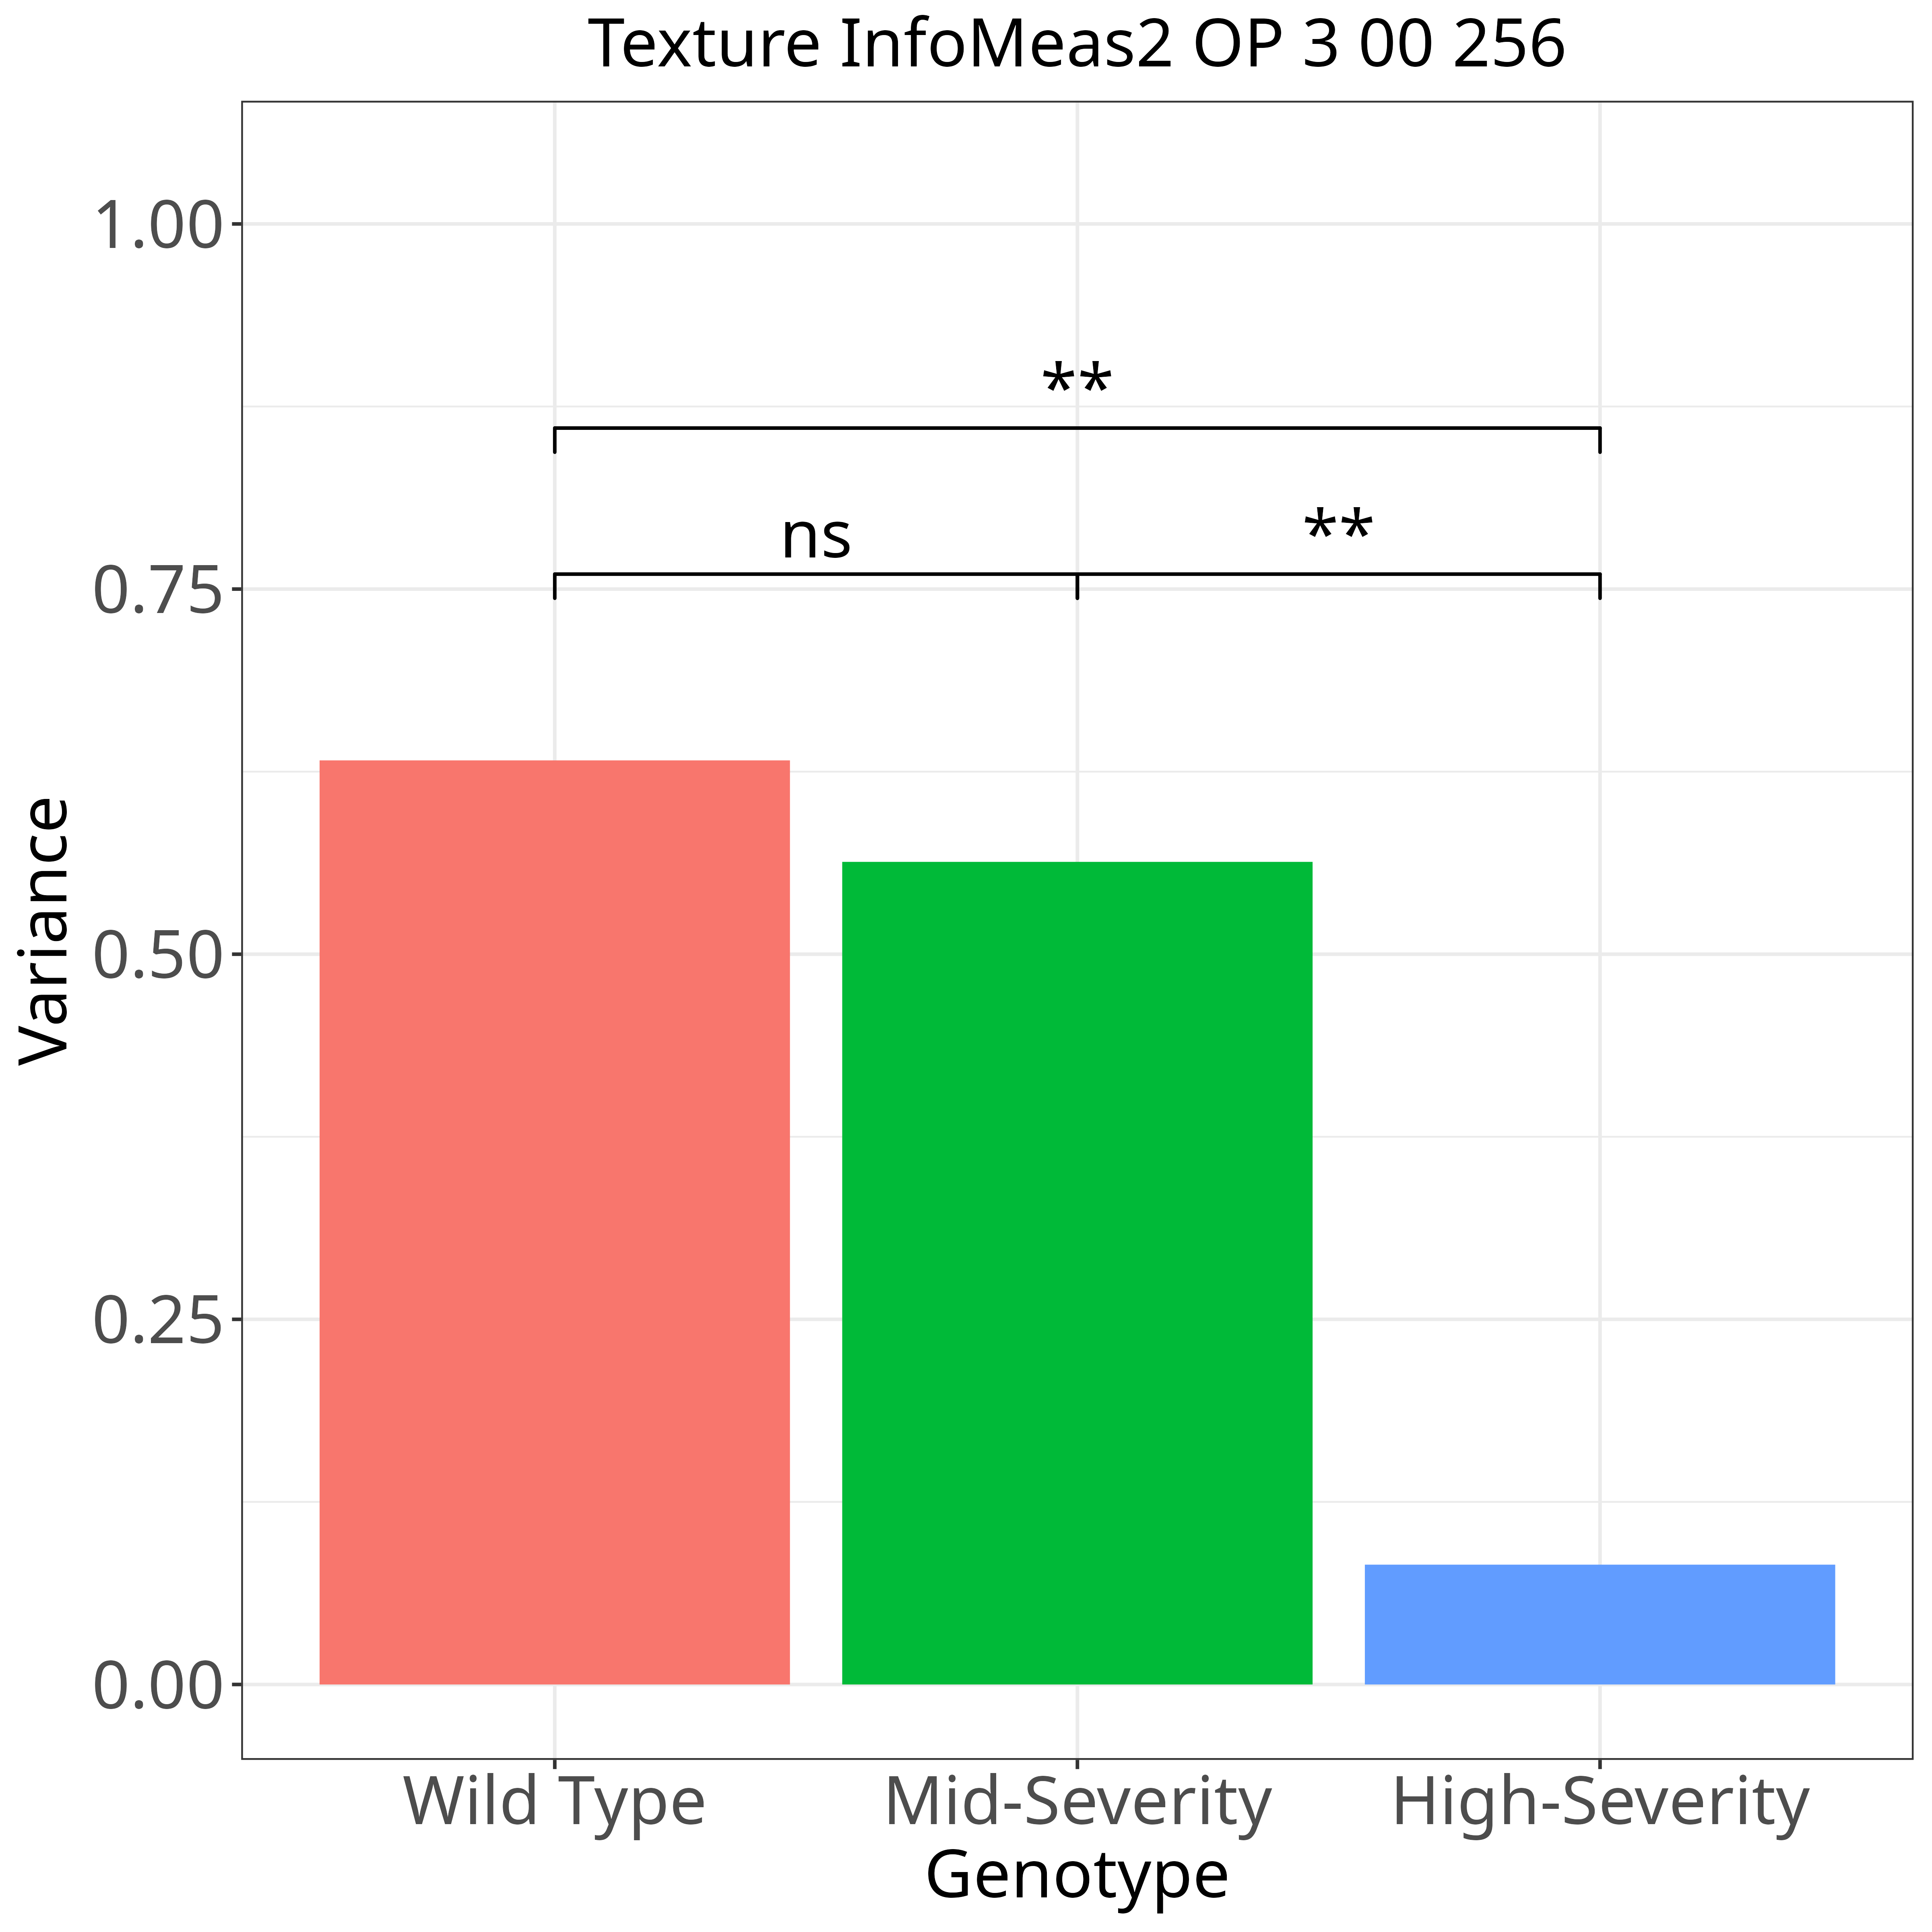 Texture InfoMeas2 OP 3 00 256
1.00
**
ns
**
0.75
0.50
0.25
0.00
Variance
Wild Type
Mid-Severity
High-Severity
Genotype